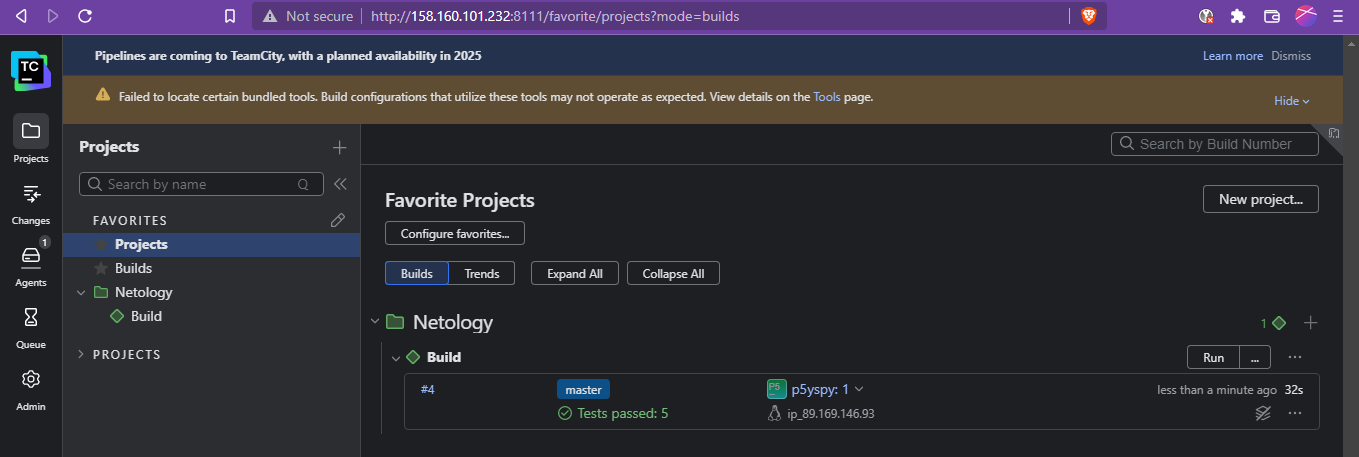 Not secure http://158.160.101.232:8111/favorite/projects?mode=builds
TC
Pipelines are coming to TeamCity, with a planned availability in 2025 Learn more Dismiss
Failed to locate certain bundled tools. Build configurations that utilize these tools may not operate as expected. View details on the Tools page. Hide
Projects
Changes
1
Agents
Queue
Admin
Projects
Search by name Q
FAVORITES
Projects
Builds
Netology
Build
PROJECTS
Search by Build Number
Favorite Projects New project...
Configure favorites...
Builds Trends Expand All Collapse All
Netology 1
Build Run ...
#4 master P5 p5yspy: 1 less than a minute ago 32s
Tests passed: 5 ip_89.169.146.93